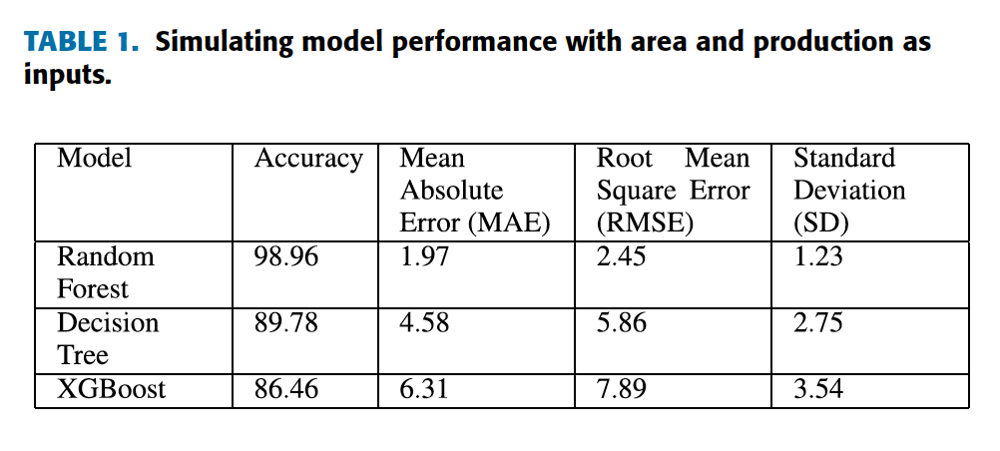 TABLE 1. Simulating model performance with area and production as
inputs.
Model Accuracy Mean Absolute Error (MAE) Root Mean Square Error (RMSE) Standard Deviation (SD)
Random Forest 98.96 1.97 2.45 1.23
Decision Tree 89.78 4.58 5.86 2.75
XGBoost 86.46 6.31 7.89 3.54